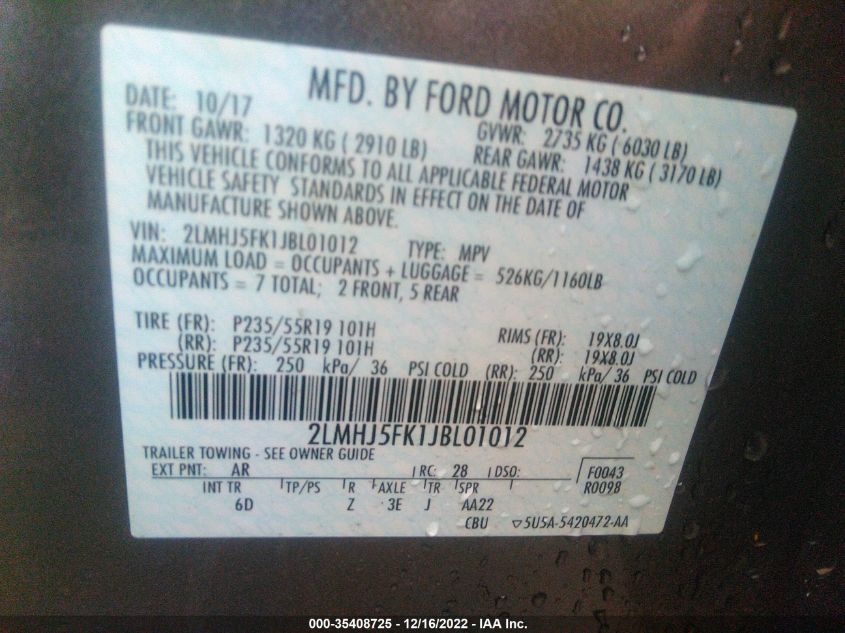 MFD. BY FORD MOTOR CO.
DATE: 10/17 GVWR: 2735 KG ( 6030 LB)
FRONT GAWR: 1320 KG ( 2910 LB) REAR GAWR: 1438 KG ( 3170 LB)
THIS VEHICLE CONFORMS TO ALL APPLICABLE FEDERAL MOTOR
VEHICLE SAFETY STANDARDS IN EFFECT ON THE DATE OF
MANUFACTURE SHOWN ABOVE.
VIN: 2LMHJ5FK1JBL01012 TYPE: MPV
MAXIMUM LOAD = OCCUPANTS + LUGGAGE = 526KG/1160LB
OCCUPANTS = 7 TOTAL; 2 FRONT, 5 REAR
TIRE (FR): P235/55R19 101H RIMS (FR): 19X8.0J
(RR): P235/55R19 101H (RR): 19X8.0J
PRESSURE (FR): 250 kPa/ 36 PSI COLD (RR): 250 kPa/ 36 PSI COLD
2LMHJ5FK1JBL01012
TRAILER TOWING - SEE OWNER GUIDE
EXT PNT: AR RC: 28 DSO: F0043
INT TR TP/PS R AXLE TR SPR R0098
6D Z 3E J AA22
CBU ▽5U5A-5420472-AA
000-35408725 - 12/16/2022 - IAA Inc.